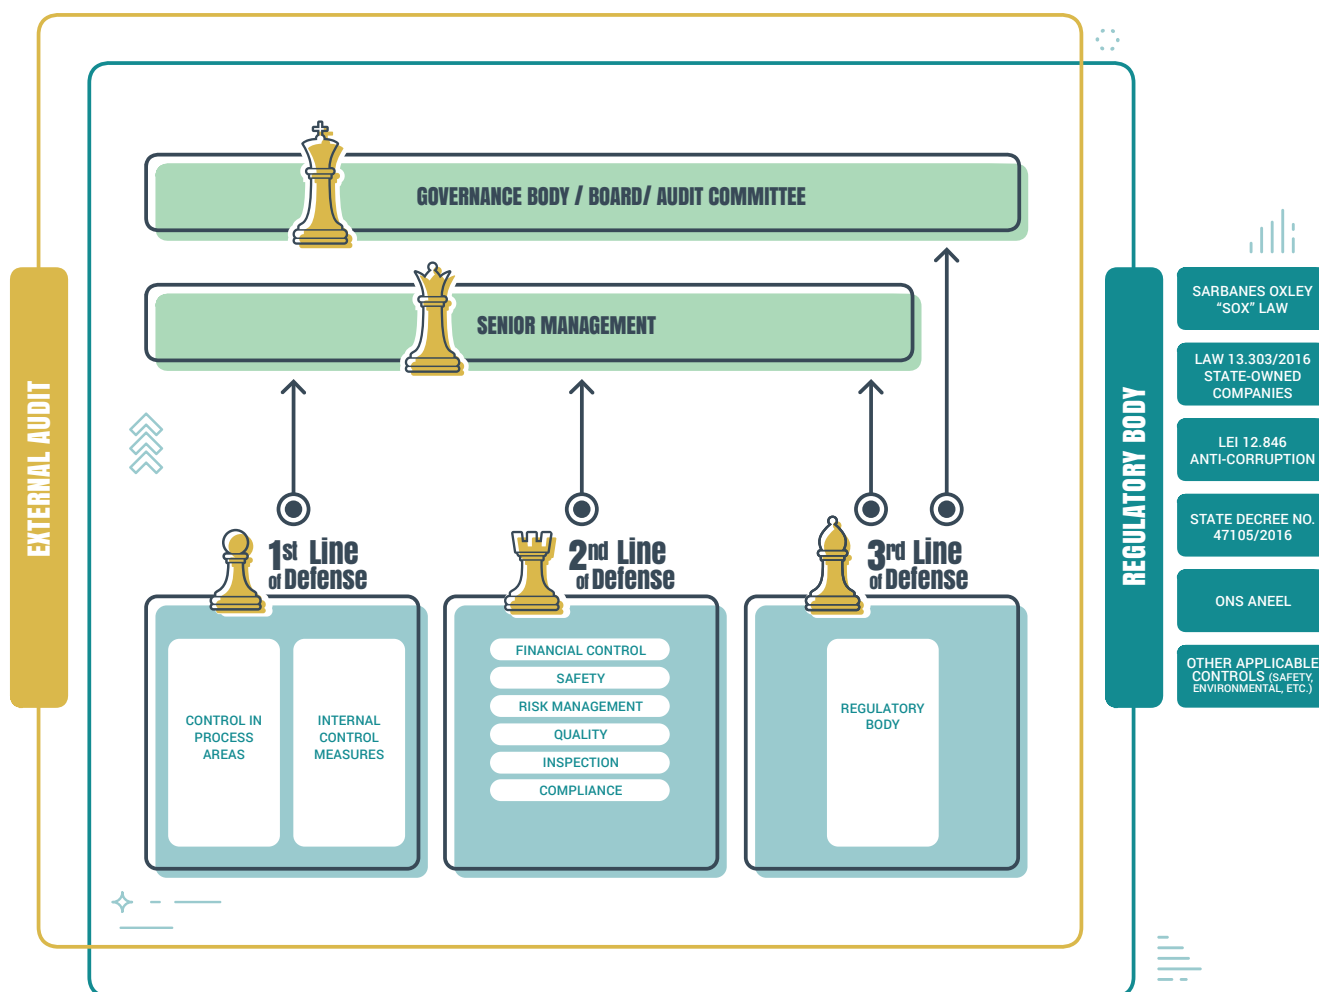 GOVERNANCE BODY / BOARD/ AUDIT COMMITTEE
SENIOR MANAGEMENT
EXTERNAL AUDIT
1st Line
of Defense
CONTROL IN
PROCESS
AREAS
INTERNAL
CONTROL
MEASURES
2nd Line
of Defense
FINANCIAL CONTROL
SAFETY
RISK MANAGEMENT
QUALITY
INSPECTION
COMPLIANCE
3rd Line
of Defense
REGULATORY
BODY
REGULATORY BODY
SARBANES OXLEY
“SOX” LAW
LAW 13.303/2016
STATE-OWNED
COMPANIES
LEI 12.846
ANTI-CORRUPTION
STATE DECREE NO.
47105/2016
ONS ANEEL
OTHER APPLICABLE
CONTROLS (SAFETY,
ENVIRONMENTAL, ETC.)